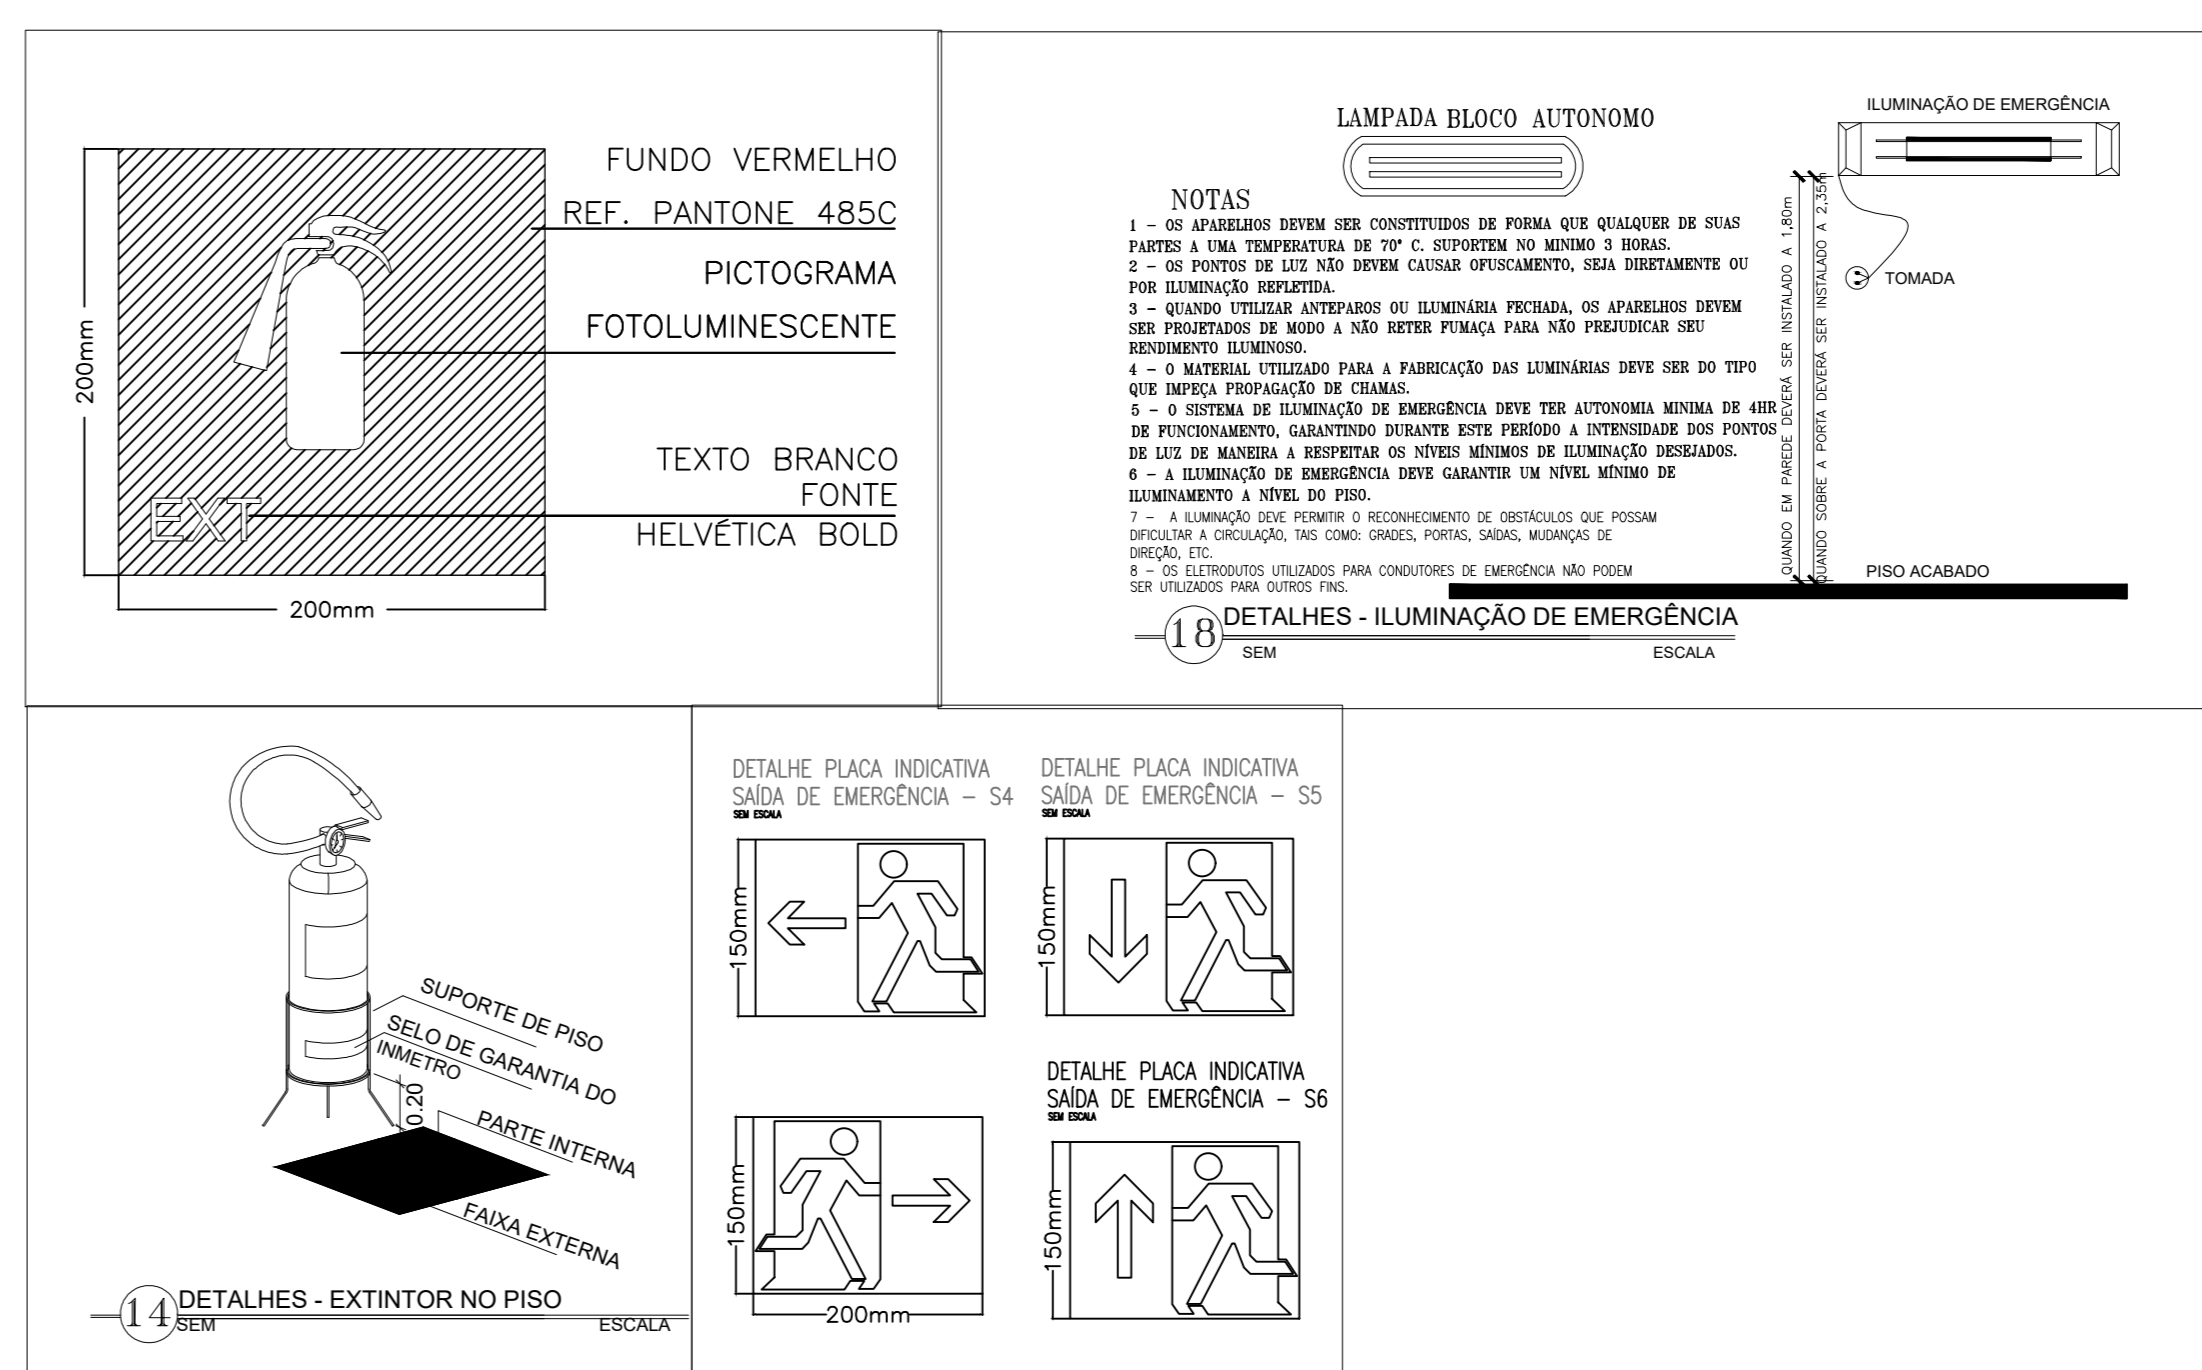 FUNDO VERMELHO
REF. PANTONE 485C
PICTOGRAMA
FOTOLUMINESCENTE
TEXTO BRANCO
FONTE
HELVÉTICA BOLD
EXT
200mm
200mm
LAMPADA BLOCO AUTONOMO
NOTAS
1 - OS APARELHOS DEVEM SER CONSTITUIDOS DE FORMA QUE QUALQUER DE SUAS
PARTES A UMA TEMPERATURA DE 70° C. SUPORTEM NO MINIMO 3 HORAS.
2 - OS PONTOS DE LUZ NÃO DEVEM CAUSAR OFUSCAMENTO, SEJA DIRETAMENTE OU
POR ILUMINAÇÃO REFLETIDA.
3 - QUANDO UTILIZAR ANTEPAROS OU ILUMINÁRIA FECHADA, OS APARELHOS DEVEM
SER PROJETADOS DE MODO A NÃO RETER FUMAÇA PARA NÃO PREJUDICAR SEU
RENDIMENTO ILUMINOSO.
4 - O MATERIAL UTILIZADO PARA A FABRICAÇÃO DAS LUMINÁRIAS DEVE SER DO TIPO
QUE IMPEÇA PROPAGAÇÃO DE CHAMAS.
5 - O SISTEMA DE ILUMINAÇÃO DE EMERGÊNCIA DEVE TER AUTONOMIA MINIMA DE 4HR
DE FUNCIONAMENTO, GARANTINDO DURANTE ESTE PERÍODO A INTENSIDADE DOS PONTOS
DE LUZ DE MANEIRA A RESPEITAR OS NÍVEIS MÍNIMOS DE ILUMINAÇÃO DESEJADOS.
6 - A ILUMINAÇÃO DE EMERGÊNCIA DEVE GARANTIR UM NÍVEL MÍNIMO DE
ILUMINAMENTO A NÍVEL DO PISO.
7 - A ILUMINAÇÃO DEVE PERMITIR O RECONHECIMENTO DE OBSTÁCULOS QUE POSSAM
DIFICULTAR A CIRCULAÇÃO, TAIS COMO: GRADES, PORTAS, SAÍDAS, MUDANÇAS DE
DIREÇÃO, ETC.
8 - OS ELETRODUTOS UTILIZADOS PARA CONDUTORES DE EMERGÊNCIA NÃO PODEM
SER UTILIZADOS PARA OUTROS FINS.
ILUMINAÇÃO DE EMERGÊNCIA
TOMADA
QUANDO EM PAREDE DEVERÁ SER INSTALADO A 1,80m
QUANDO SOBRE A PORTA DEVERÁ SER INSTALADO A 2,35m
PISO ACABADO
18 DETALHES - ILUMINAÇÃO DE EMERGÊNCIA
SEM ESCALA
SUPORTE DE PISO
SELO DE GARANTIA DO
INMETRO
0.20
PARTE INTERNA
FAIXA EXTERNA
14 DETALHES - EXTINTOR NO PISO
SEM ESCALA
DETALHE PLACA INDICATIVA
SAÍDA DE EMERGÊNCIA - S4
SEM ESCALA
150mm
DETALHE PLACA INDICATIVA
SAÍDA DE EMERGÊNCIA - S5
SEM ESCALA
150mm
150mm
200mm
DETALHE PLACA INDICATIVA
SAÍDA DE EMERGÊNCIA - S6
SEM ESCALA
150mm